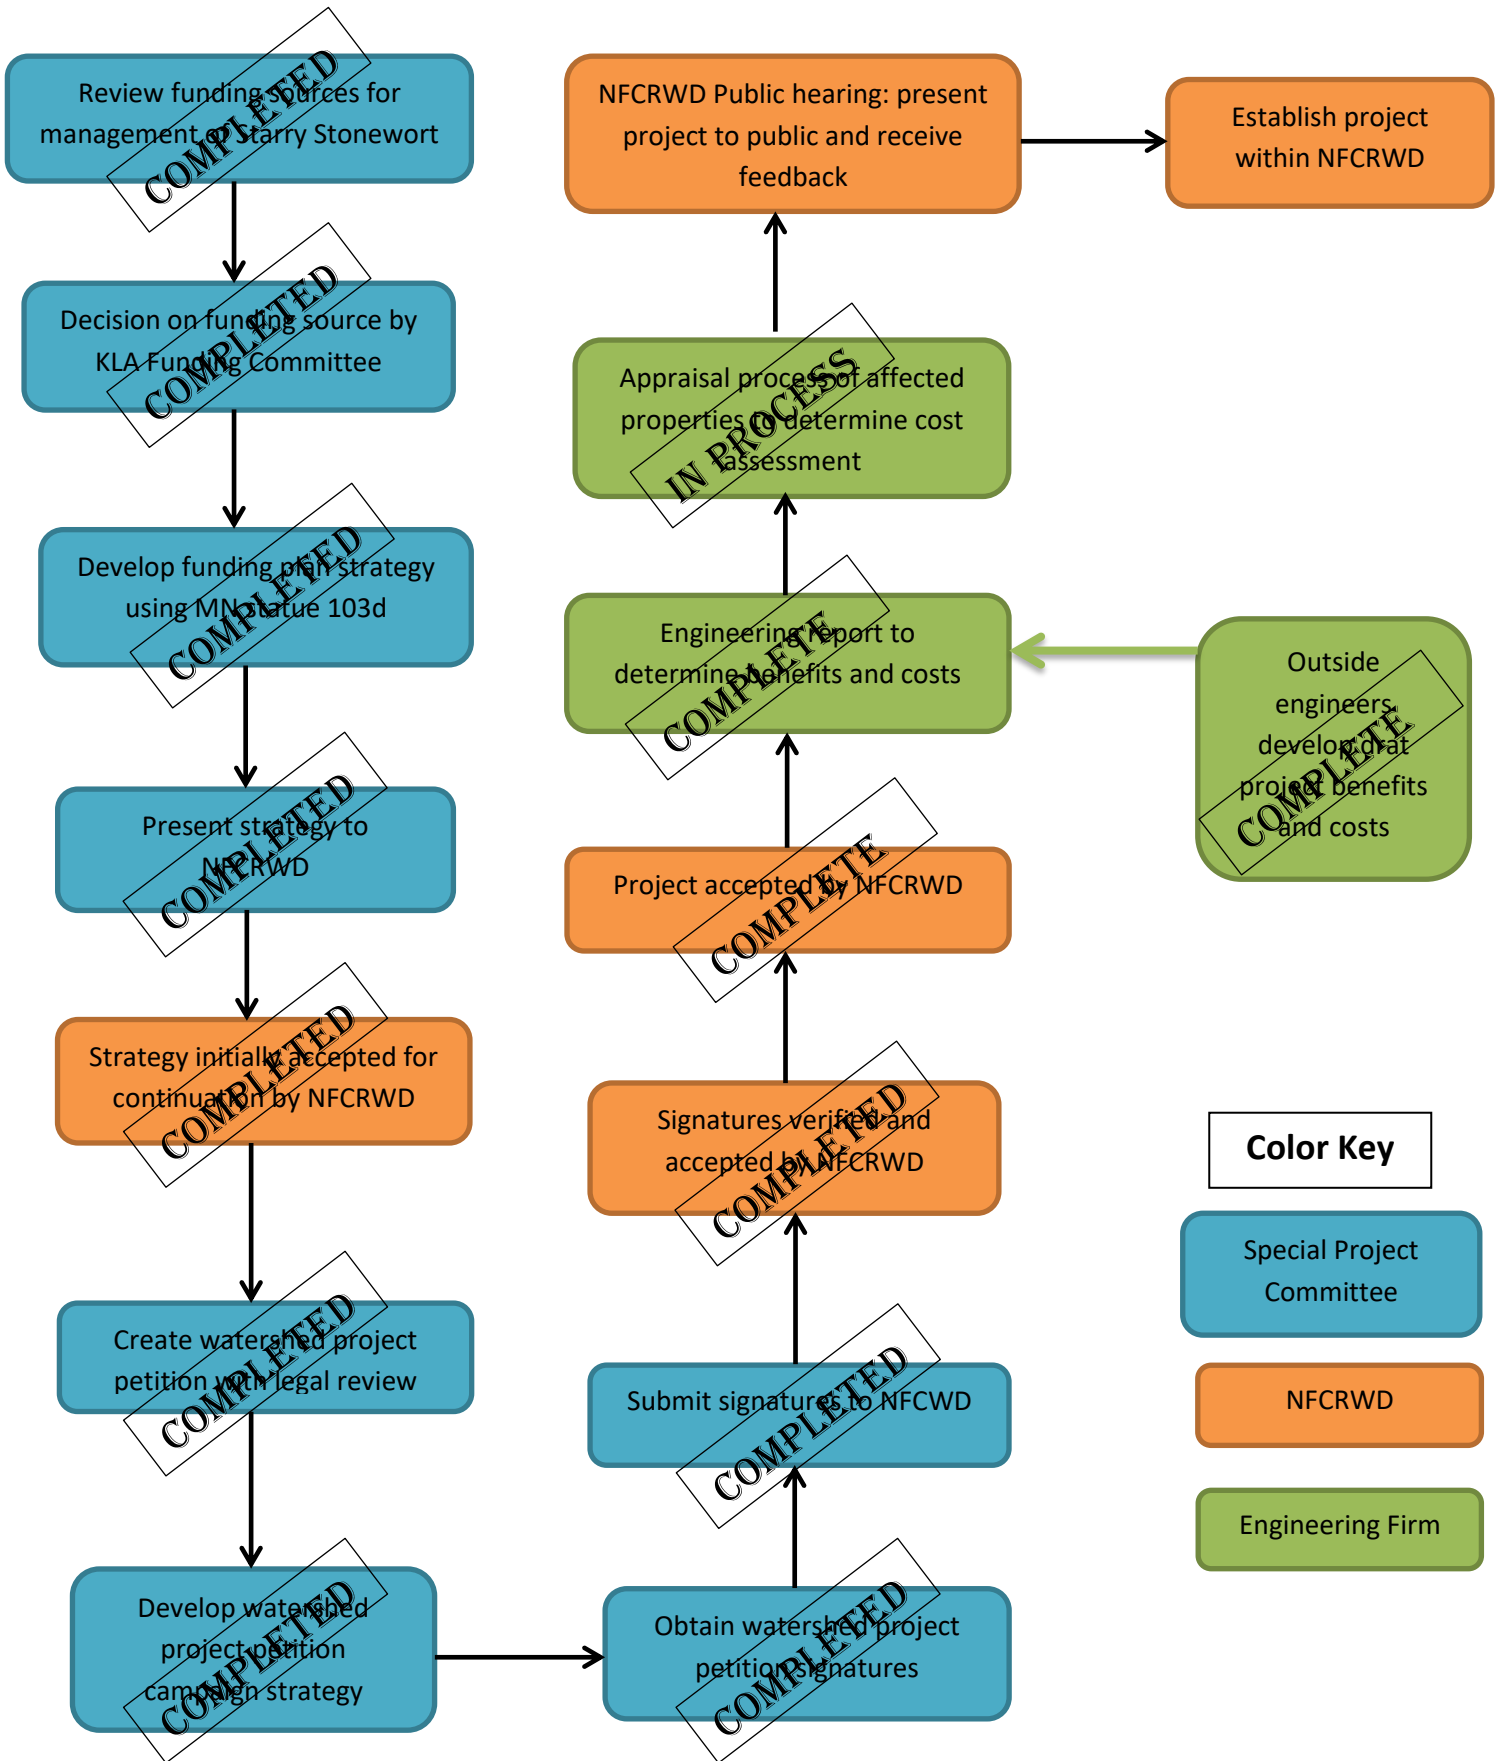 Review funding sources for
management of Starry Stonewort
COMPLETED
Decision on funding source by
KLA Funding Committee
COMPLETED
Develop funding plan strategy
using MN statue 103d
COMPLETED
Present strategy to
NFCRWD
COMPLETED
Strategy initially accepted for
continuation by NFCRWD
COMPLETED
Create watershed project
petition with legal review
COMPLETED
Develop watershed
project petition
campaign strategy
COMPLETED
Obtain watershed project
petition signatures
COMPLETED
Submit signatures to NFCWD
COMPLETED
Signatures verified and
accepted by NFCRWD
COMPLETED
Project accepted by NFCRWD
COMPLETE
Engineering report to
determine benefits and costs
COMPLETE
Outside
engineers
develop drat
project benefits
and costs
COMPLETE
Appraisal process of affected
properties to determine cost
assessment
IN PROCESS
NFCRWD Public hearing: present
project to public and receive
feedback
Establish project
within NFCRWD
Color Key
Special Project
Committee
NFCRWD
Engineering Firm